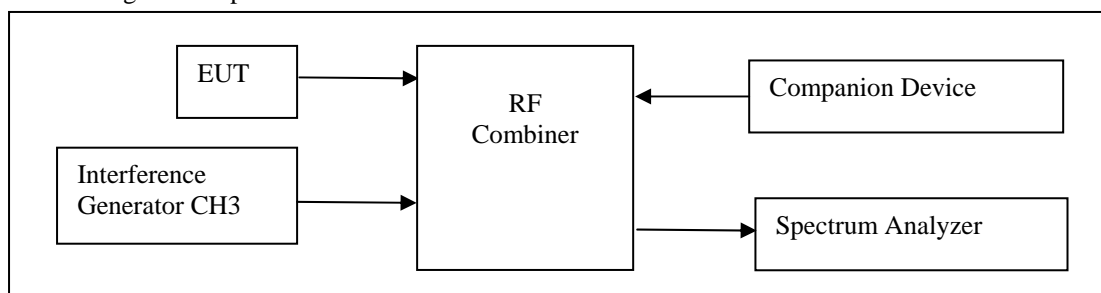 EUT
RF
Combiner
Companion Device
Interference
Generator CH3
Spectrum Analyzer